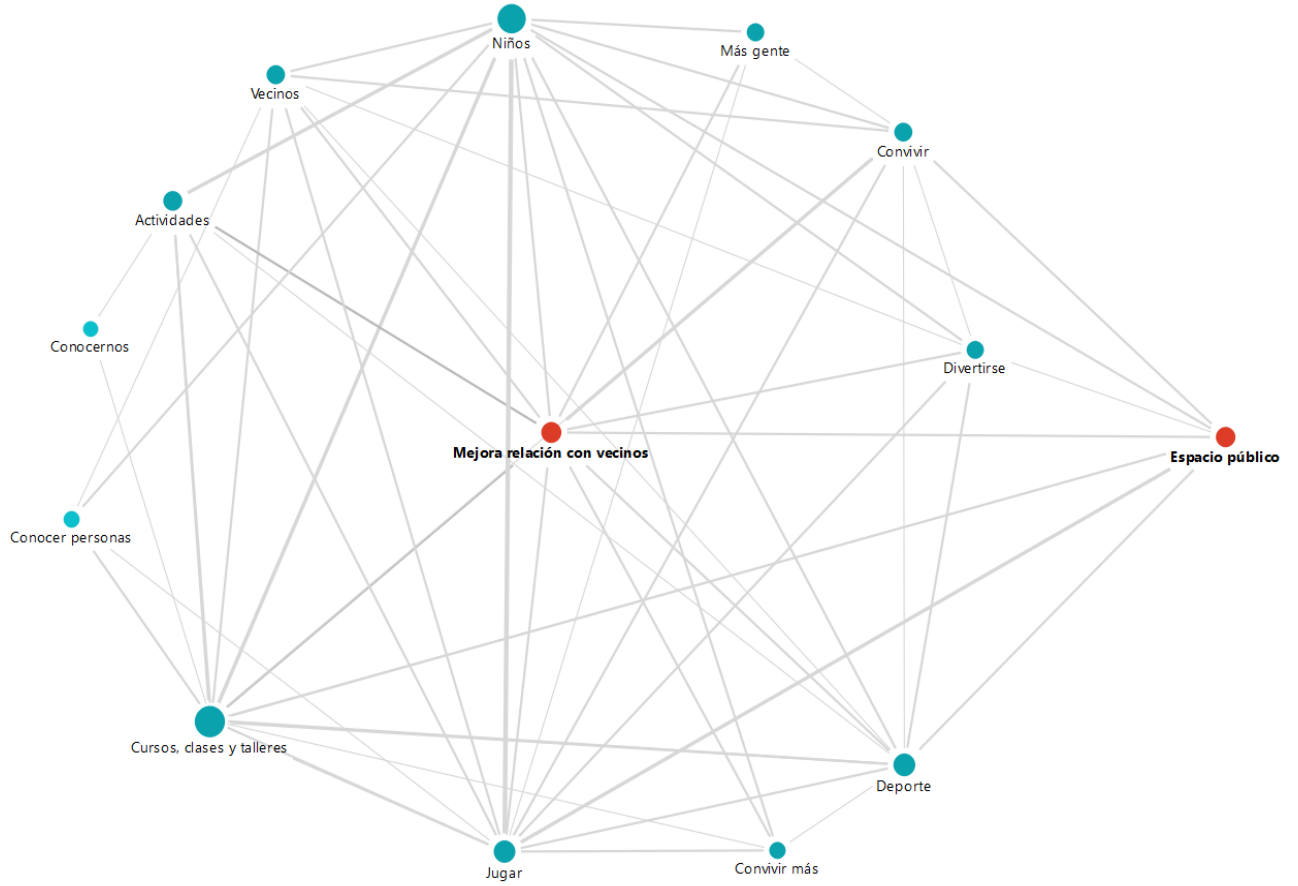 Niños
Más gente
Vecinos
Convivir
Actividades
Conocernos
Divertirse
Mejora relación con vecinos
Espacio público
Conocer personas
Cursos, clases y talleres
Deporte
Convivir más
Jugar